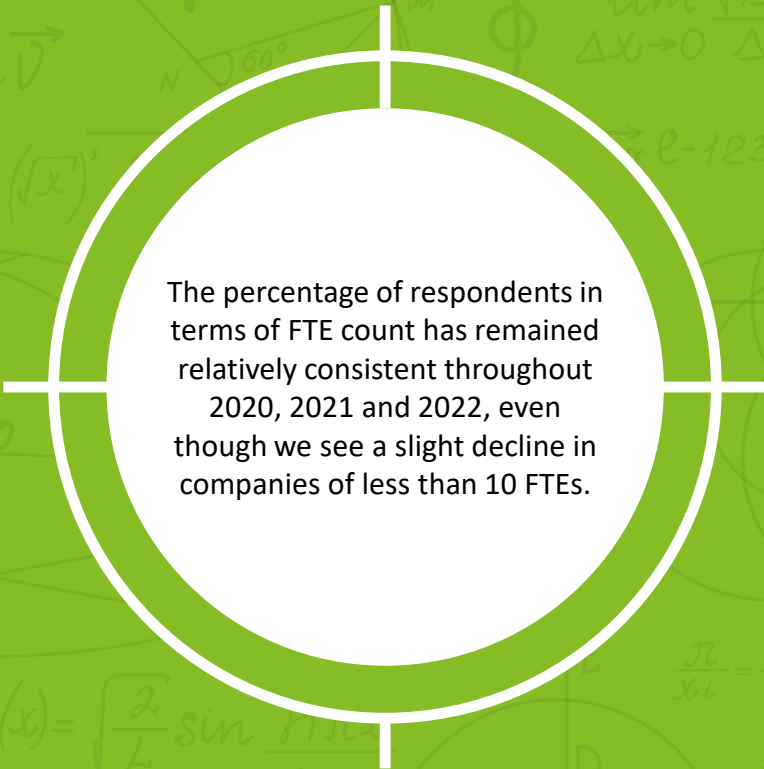 The percentage of respondents in
terms of FTE count has remained
relatively consistent throughout
2020, 2021 and 2022, even
though we see a slight decline in
companies of less than 10 FTEs.